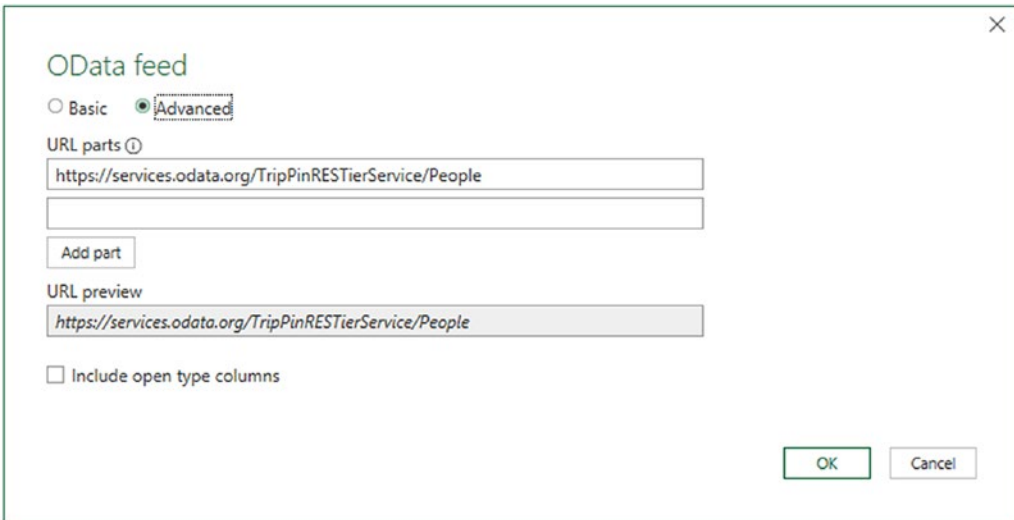 OData feed
Basic Advanced
URL parts
https://services.odata.org/TripPinRESTierService/People
Add part
URL preview
https://services.odata.org/TripPinRESTierService/People
Include open type columns
OK Cancel